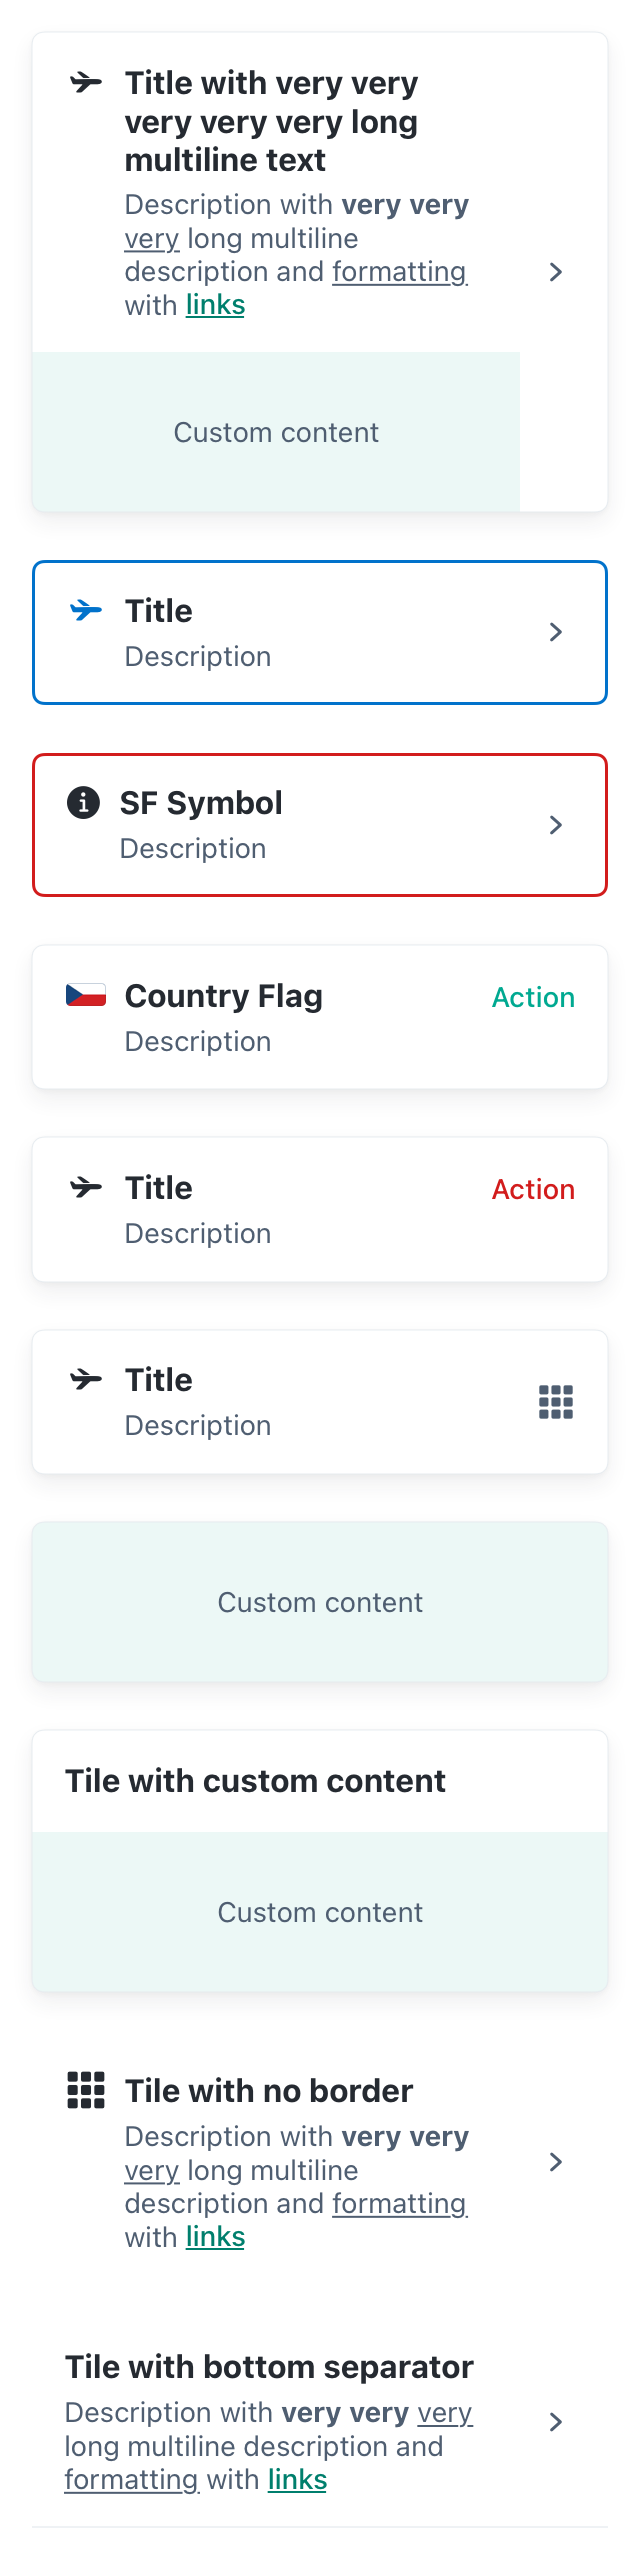 Title with very very
very very very long
multiline text
Description with very very
very long multiline
description and formatting
with links
Custom content
Title
Description
SF Symbol
Description
Country Flag
Action
Description
Title
Action
Description
Title
Description
Custom content
Tile with custom content
Custom content
Tile with no border
Description with very very
very long multiline
description and formatting
with links
Tile with bottom separator
Description with very very very
long multiline description and
formatting with links